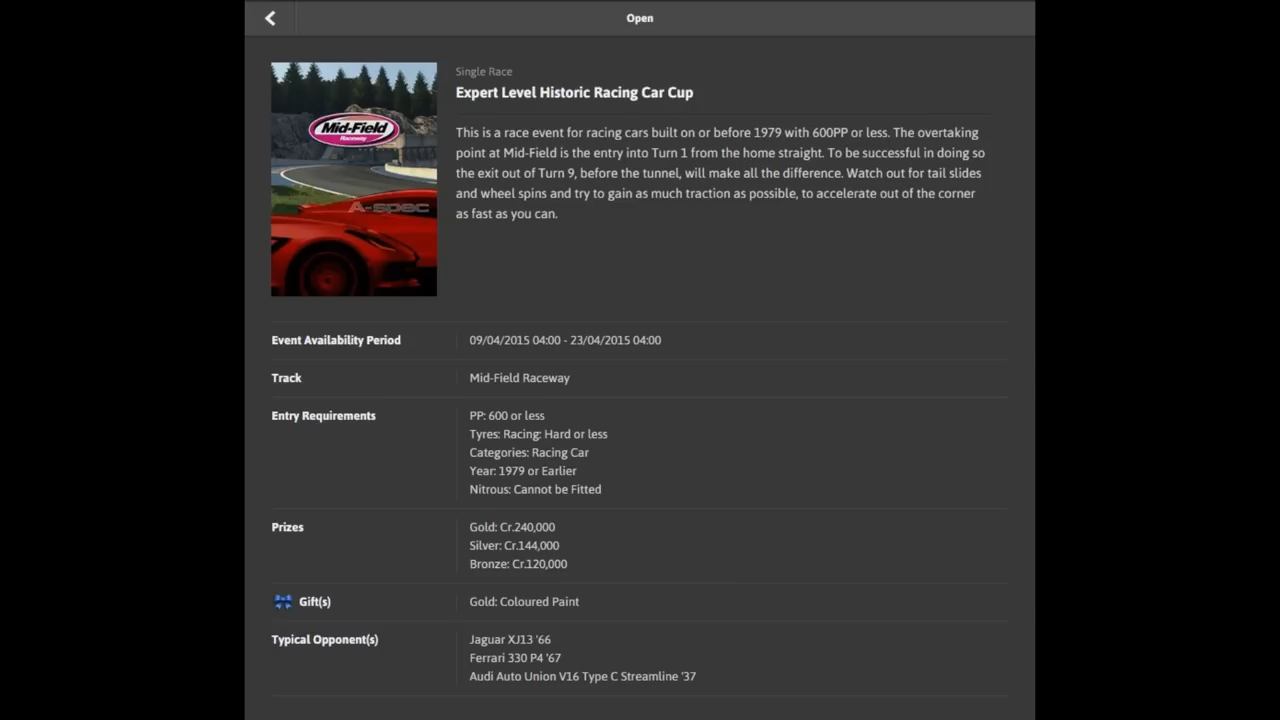 Open
Single Race
Expert Level Historic Racing Car Cup
This is a race event for racing cars built on or before 1979 with 600PP or less. The overtaking
point at Mid-Field is the entry into Turn 1 from the home straight. To be successful in doing so
the exit out of Turn 9, before the tunnel, will make all the difference. Watch out for tail slides
and wheel spins and try to gain as much traction as possible, to accelerate out of the corner
as fast as you can.
Mid-Field
Raceway
A-spec
Event Availability Period 09/04/2015 04:00 - 23/04/2015 04:00
Track Mid-Field Raceway
Entry Requirements PP: 600 or less
Tyres: Racing: Hard or less
Categories: Racing Car
Year: 1979 or Earlier
Nitrous: Cannot be Fitted
Prizes Gold: Cr.240,000
Silver: Cr.144,000
Bronze: Cr.120,000
Gift(s) Gold: Coloured Paint
Typical Opponent(s) Jaguar XJ13 '66
Ferrari 330 P4 '67
Audi Auto Union V16 Type C Streamline '37